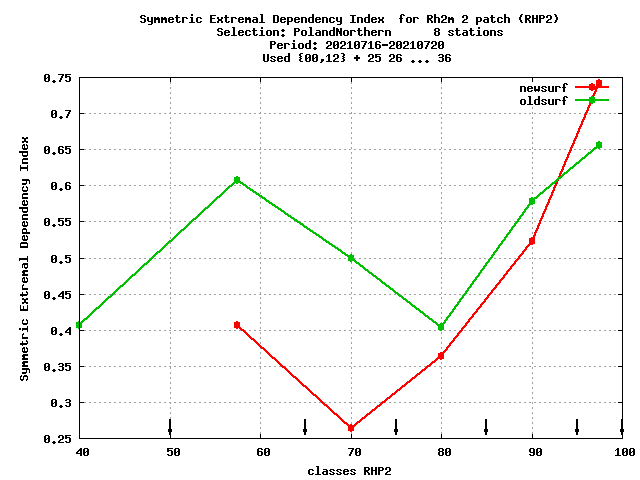 Symmetric Extremal Dependency Index  for Rh2m 2 patch (RHP2)
Selection: PolandNorthern      8 stations
Period: 20210716-20210720
Used {00,12} + 25 26 ... 36
newsurf
oldsurf
Symmetric Extremal Dependency Index
0.75
0.7
0.65
0.6
0.55
0.5
0.45
0.4
0.35
0.3
0.25
40 50 60 70 80 90 100
classes RHP2